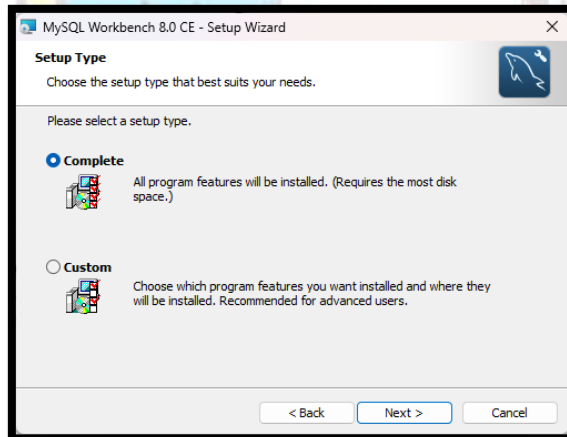 MySQL Workbench 8.0 CE - Setup Wizard
Setup Type
Choose the setup type that best suits your needs.
Please select a setup type.
Complete
All program features will be installed. (Requires the most disk
space.)
Custom
Choose which program features you want installed and where they
will be installed. Recommended for advanced users.
< Back Next > Cancel